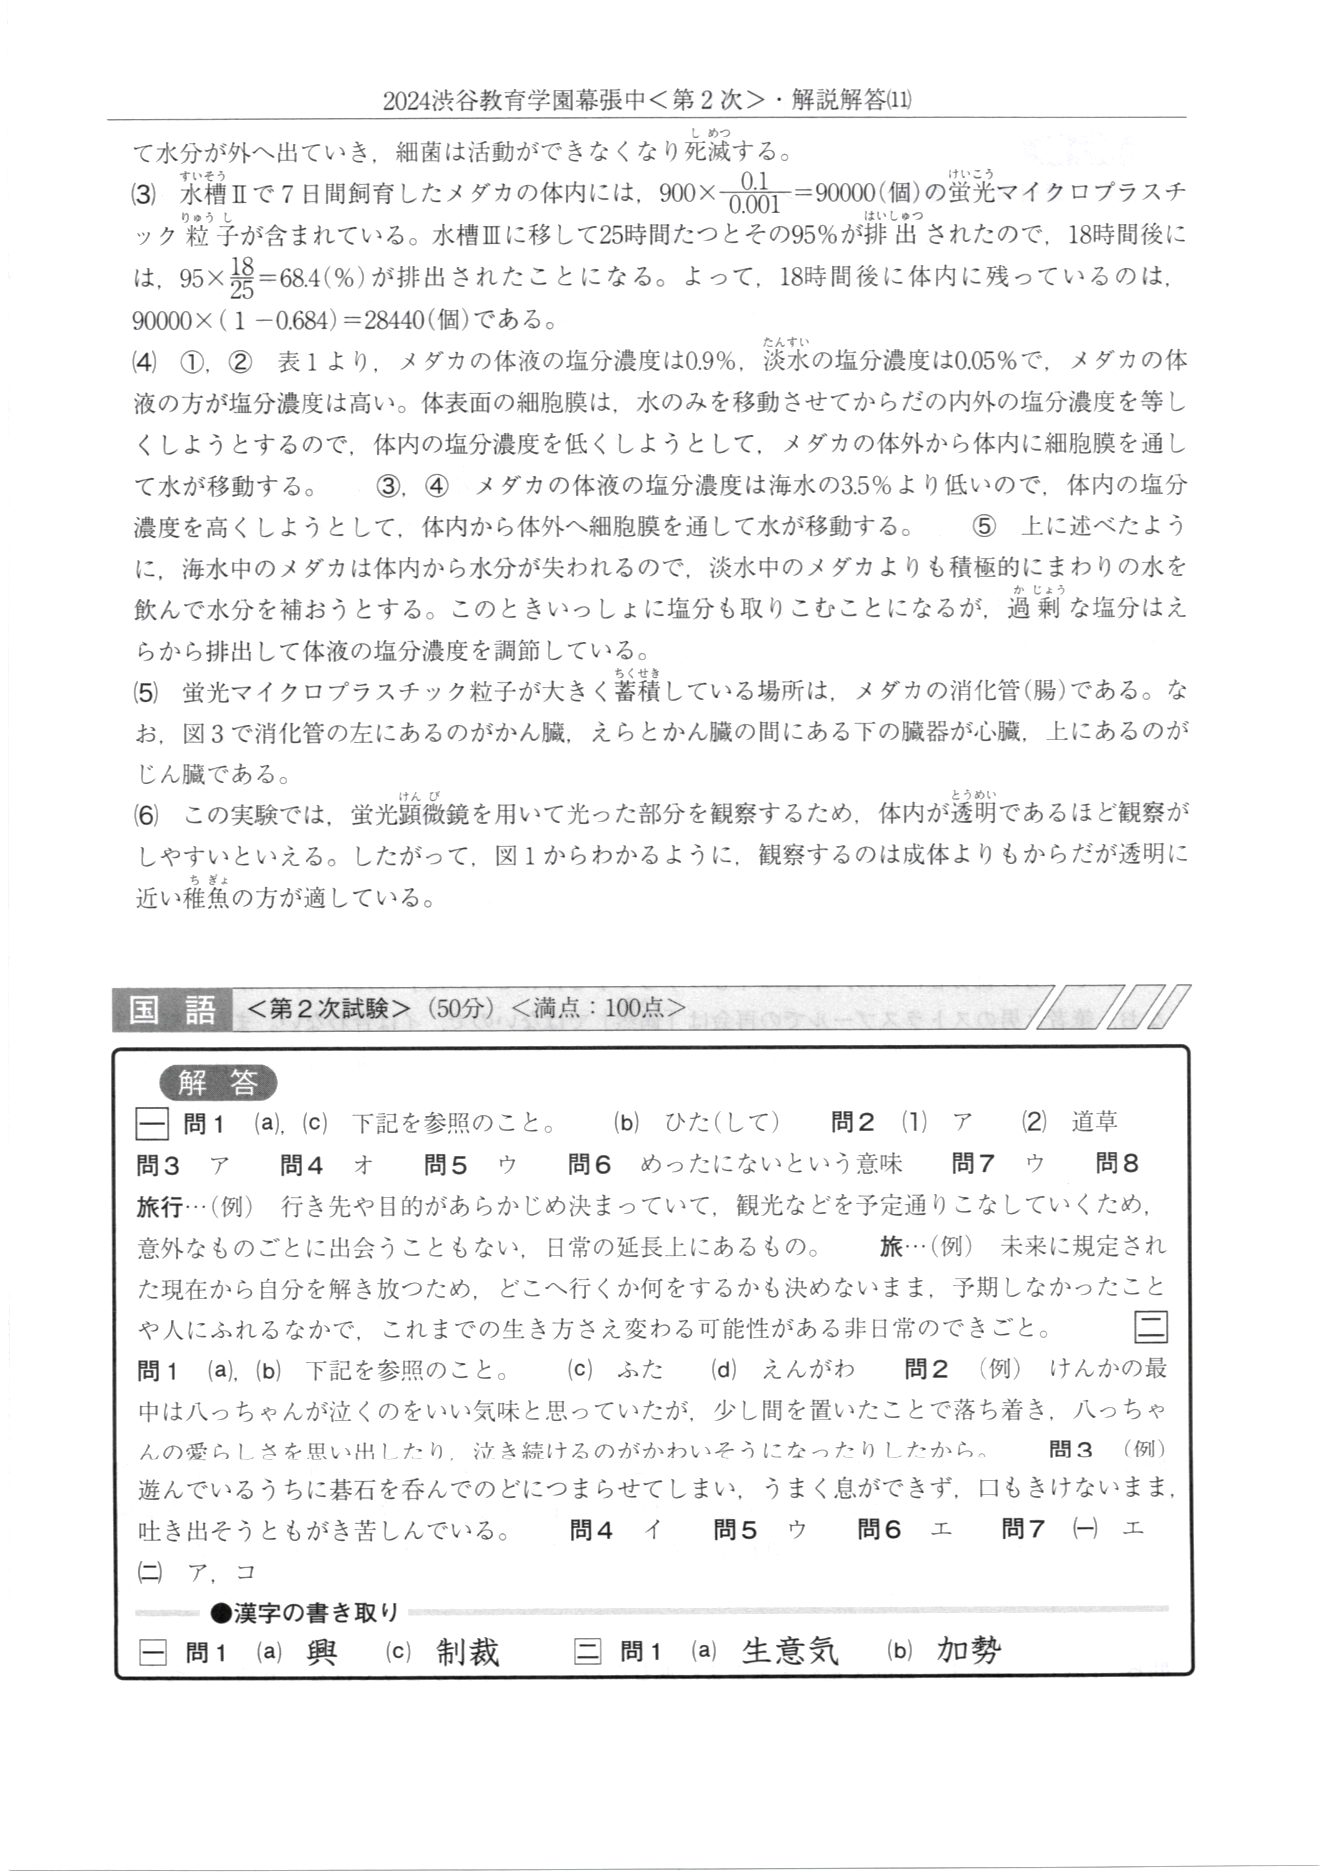 2024渋谷教育学園幕張中＜第2次＞・解説解答⑾
て水分が外へ出ていき，細菌は活動ができなくなり死滅する。
⑶　水槽Ⅱで7日間飼育したメダカの体内には，900×0.1/0.001＝90000(個)の蛍光マイクロプラスチ
ック粒子が含まれている。水槽Ⅲに移して25時間たつとその95％が排出されたので，18時間後に
は，95×18/25＝68.4(％)が排出されたことになる。よって，18時間後に体内に残っているのは，
90000×(1－0.684)＝28440(個)である。
⑷　①，②　表1より，メダカの体液の塩分濃度は0.9％，淡水の塩分濃度は0.05％で，メダカの体
液の方が塩分濃度は高い。体表面の細胞膜は，水のみを移動させてからだの内外の塩分濃度を等し
くしようとするので，体内の塩分濃度を低くしようとして，メダカの体外から体内に細胞膜を通し
て水が移動する。　　③，④　メダカの体液の塩分濃度は海水の3.5％より低いので，体内の塩分
濃度を高くしようとして，体内から体外へ細胞膜を通して水が移動する。　　⑤　上に述べたよう
に，海水中のメダカは体内から水分が失われるので，淡水中のメダカよりも積極的にまわりの水を
飲んで水分を補おうとする。このときいっしょに塩分も取りこむことになるが，過剰な塩分はえ
らから排出して体液の塩分濃度を調節している。
⑸　蛍光マイクロプラスチック粒子が大きく蓄積している場所は，メダカの消化管(腸)である。な
お，図3で消化管の左にあるのがかん臓，えらとかん臓の間にある下の臓器が心臓，上にあるのが
じん臓である。
⑹　この実験では，蛍光顕微鏡を用いて光った部分を観察するため，体内が透明であるほど観察が
しやすいといえる。したがって，図1からわかるように，観察するのは成体よりもからだが透明に
近い稚魚の方が適している。
国　語　＜第2次試験＞（50分）＜満点：100点＞
解　答
一　問1　(a)，(c)　下記を参照のこと。　　(b)　ひた(して)　　問2　(1)　ア　　(2)　道草
問3　ア　　問4　オ　　問5　ウ　　問6　めったにないという意味　　問7　ウ　　問8
旅行…(例)　行き先や目的があらかじめ決まっていて，観光などを予定通りこなしていくため，
意外なものごとに出会うこともない，日常の延長上にあるもの。　　旅…(例)　未来に規定され
た現在から自分を解き放つため，どこへ行くか何をするかも決めないまま，予期しなかったこと
や人にふれるなかで，これまでの生き方さえ変わる可能性がある非日常のできごと。　　二
問1　(a)，(b)　下記を参照のこと。　　(c)　ふた　　(d)　えんがわ　　問2　(例)　けんかの最
中は八っちゃんが泣くのをいい気味と思っていたが，少し間を置いたことで落ち着き，八っちゃ
んの愛らしさを思い出したり，泣き続けるのがかわいそうになったりしたから。　　問3　(例)
遊んでいるうちに碁石を呑んでのどにつまらせてしまい，うまく息ができず，口もきけないまま，
吐き出そうともがき苦しんでいる。　　問4　イ　　問5　ウ　　問6　エ　　問7　㈠　エ
㈡　ア，コ
●漢字の書き取り
一　問1　(a)　興　　(c)　制裁　　二　問1　(a)　生意気　　(b)　加勢